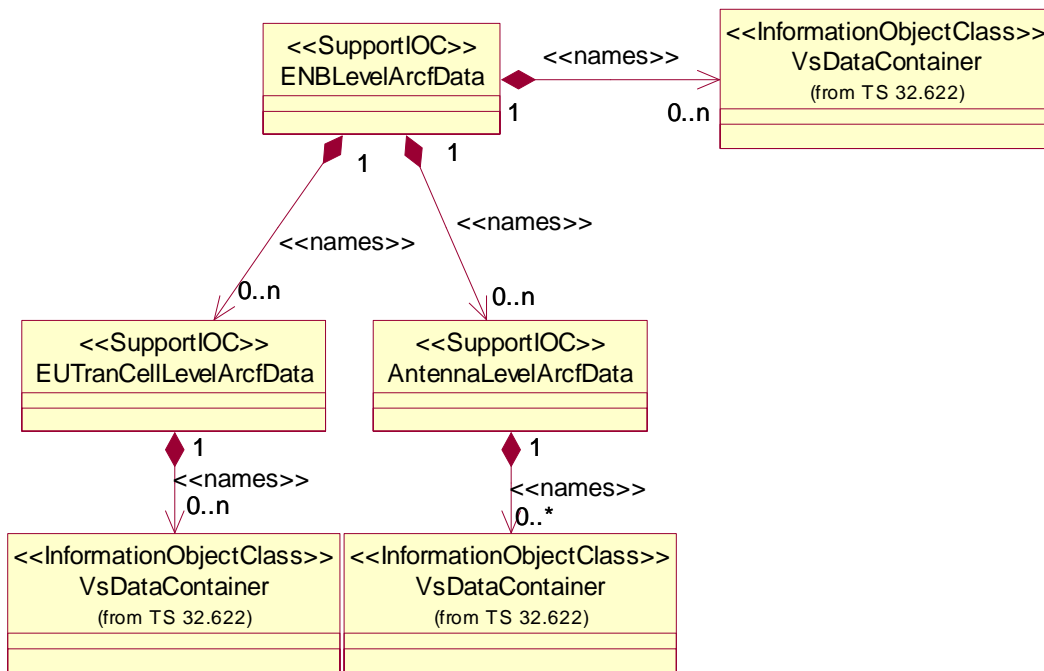 <<SupportIOC>>
ENBLevelArcfData
<<names>>
1
0..n
<<InformationObjectClass>>
VsDataContainer
(from TS 32.622)
1
1
<<names>>
<<names>>
0..n
0..n
<<SupportIOC>>
EUTranCellLevelArcfData
<<SupportIOC>>
AntennaLevelArcfData
1
<<names>>
0..n
1
<<names>>
0..*
<<InformationObjectClass>>
VsDataContainer
(from TS 32.622)
<<InformationObjectClass>>
VsDataContainer
(from TS 32.622)